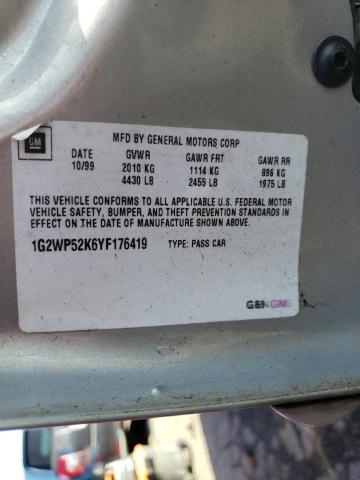 GM
MFD BY GENERAL MOTORS CORP
DATE GVWR GAWR FRT GAWR RR
10/99 2010 KG 1114 KG 896 KG
4430 LB 2455 LB 1975 LB
THIS VEHICLE CONFORMS TO ALL APPLICABLE U.S. FEDERAL MOTOR
VEHICLE SAFETY, BUMPER, AND THEFT PREVENTION STANDARDS IN
EFFECT ON THE DATE OF MANUFACTURE SHOWN ABOVE.
1G2WP52K6YF176419 TYPE: PASS CAR